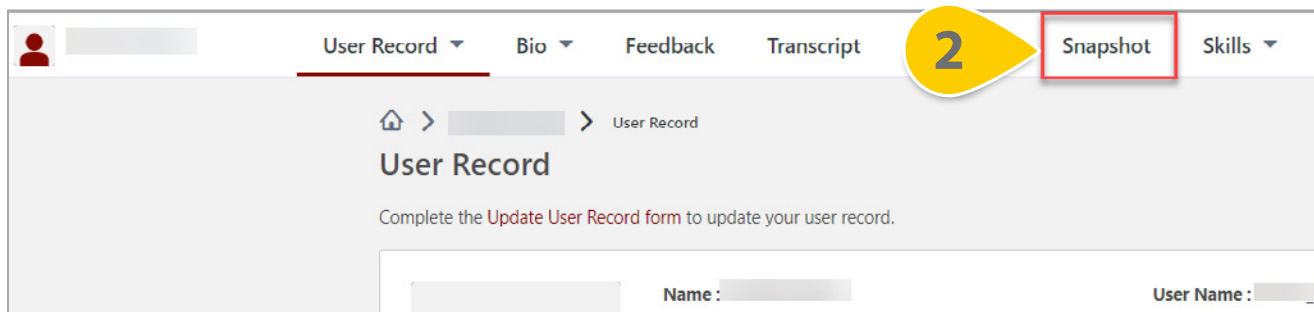 User Record Bio Feedback Transcript 2 Snapshot Skills
User Record
User Record
Complete the Update User Record form to update your user record.
Name : User Name : _